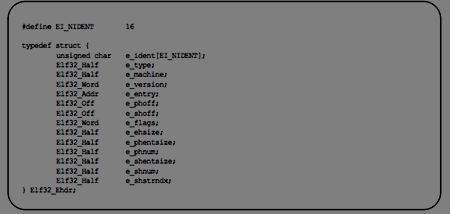 #define EI_NIDENT 16
typedef struct {
unsigned char e_ident[EI_NIDENT];
Elf32_Half e_type;
Elf32_Half e_machine;
Elf32_Word e_version;
Elf32_Addr e_entry;
Elf32_Off e_phoff;
Elf32_Off e_shoff;
Elf32_Word e_flags;
Elf32_Half e_ehsize;
Elf32_Half e_phentsize;
Elf32_Half e_phnum;
Elf32_Half e_shentsize;
Elf32_Half e_shnum;
Elf32_Half e_shstrndx;
} Elf32_Ehdr;